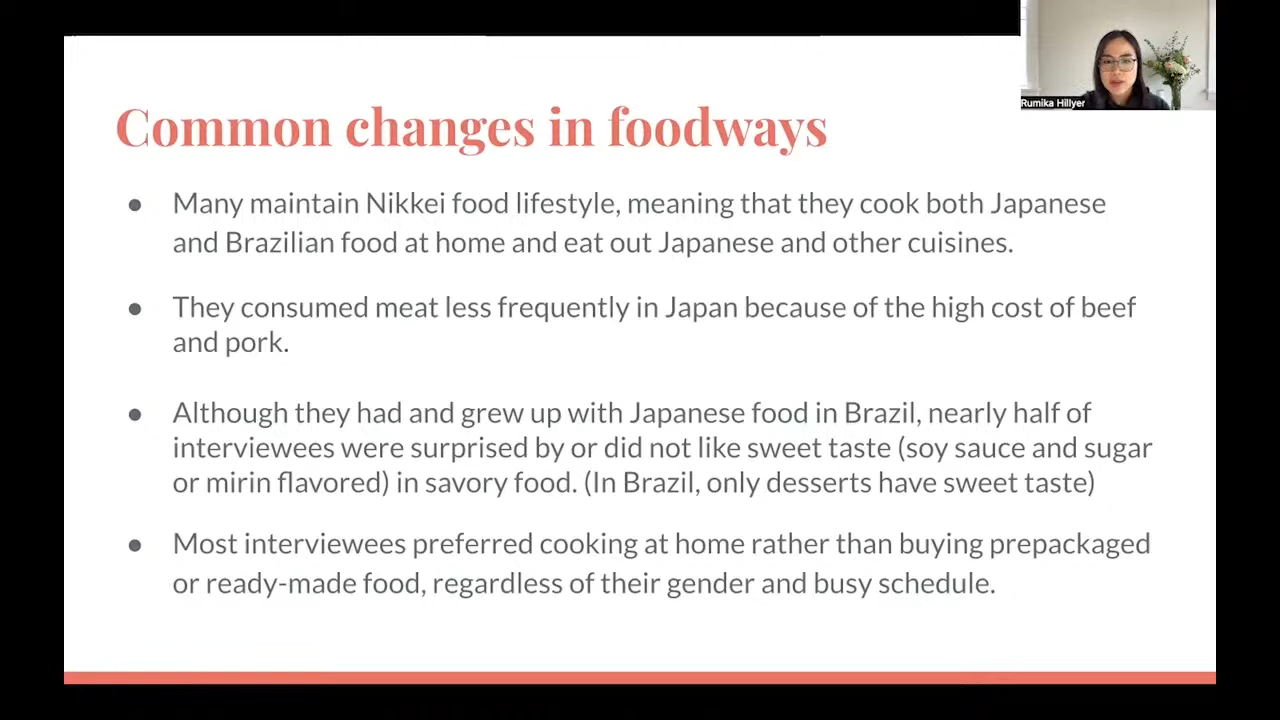 Rumika Hillyer
Common changes in foodways
● Many maintain Nikkei food lifestyle, meaning that they cook both Japanese
and Brazilian food at home and eat out Japanese and other cuisines.
● They consumed meat less frequently in Japan because of the high cost of beef
and pork.
● Although they had and grew up with Japanese food in Brazil, nearly half of
interviewees were surprised by or did not like sweet taste (soy sauce and sugar
or mirin flavored) in savory food. (In Brazil, only desserts have sweet taste)
● Most interviewees preferred cooking at home rather than buying prepackaged
or ready-made food, regardless of their gender and busy schedule.